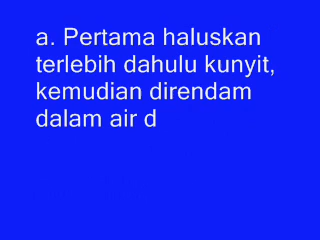 a. Pertama haluskan
terlebih dahulu kunyit,
kemudian direndam
dalam air d